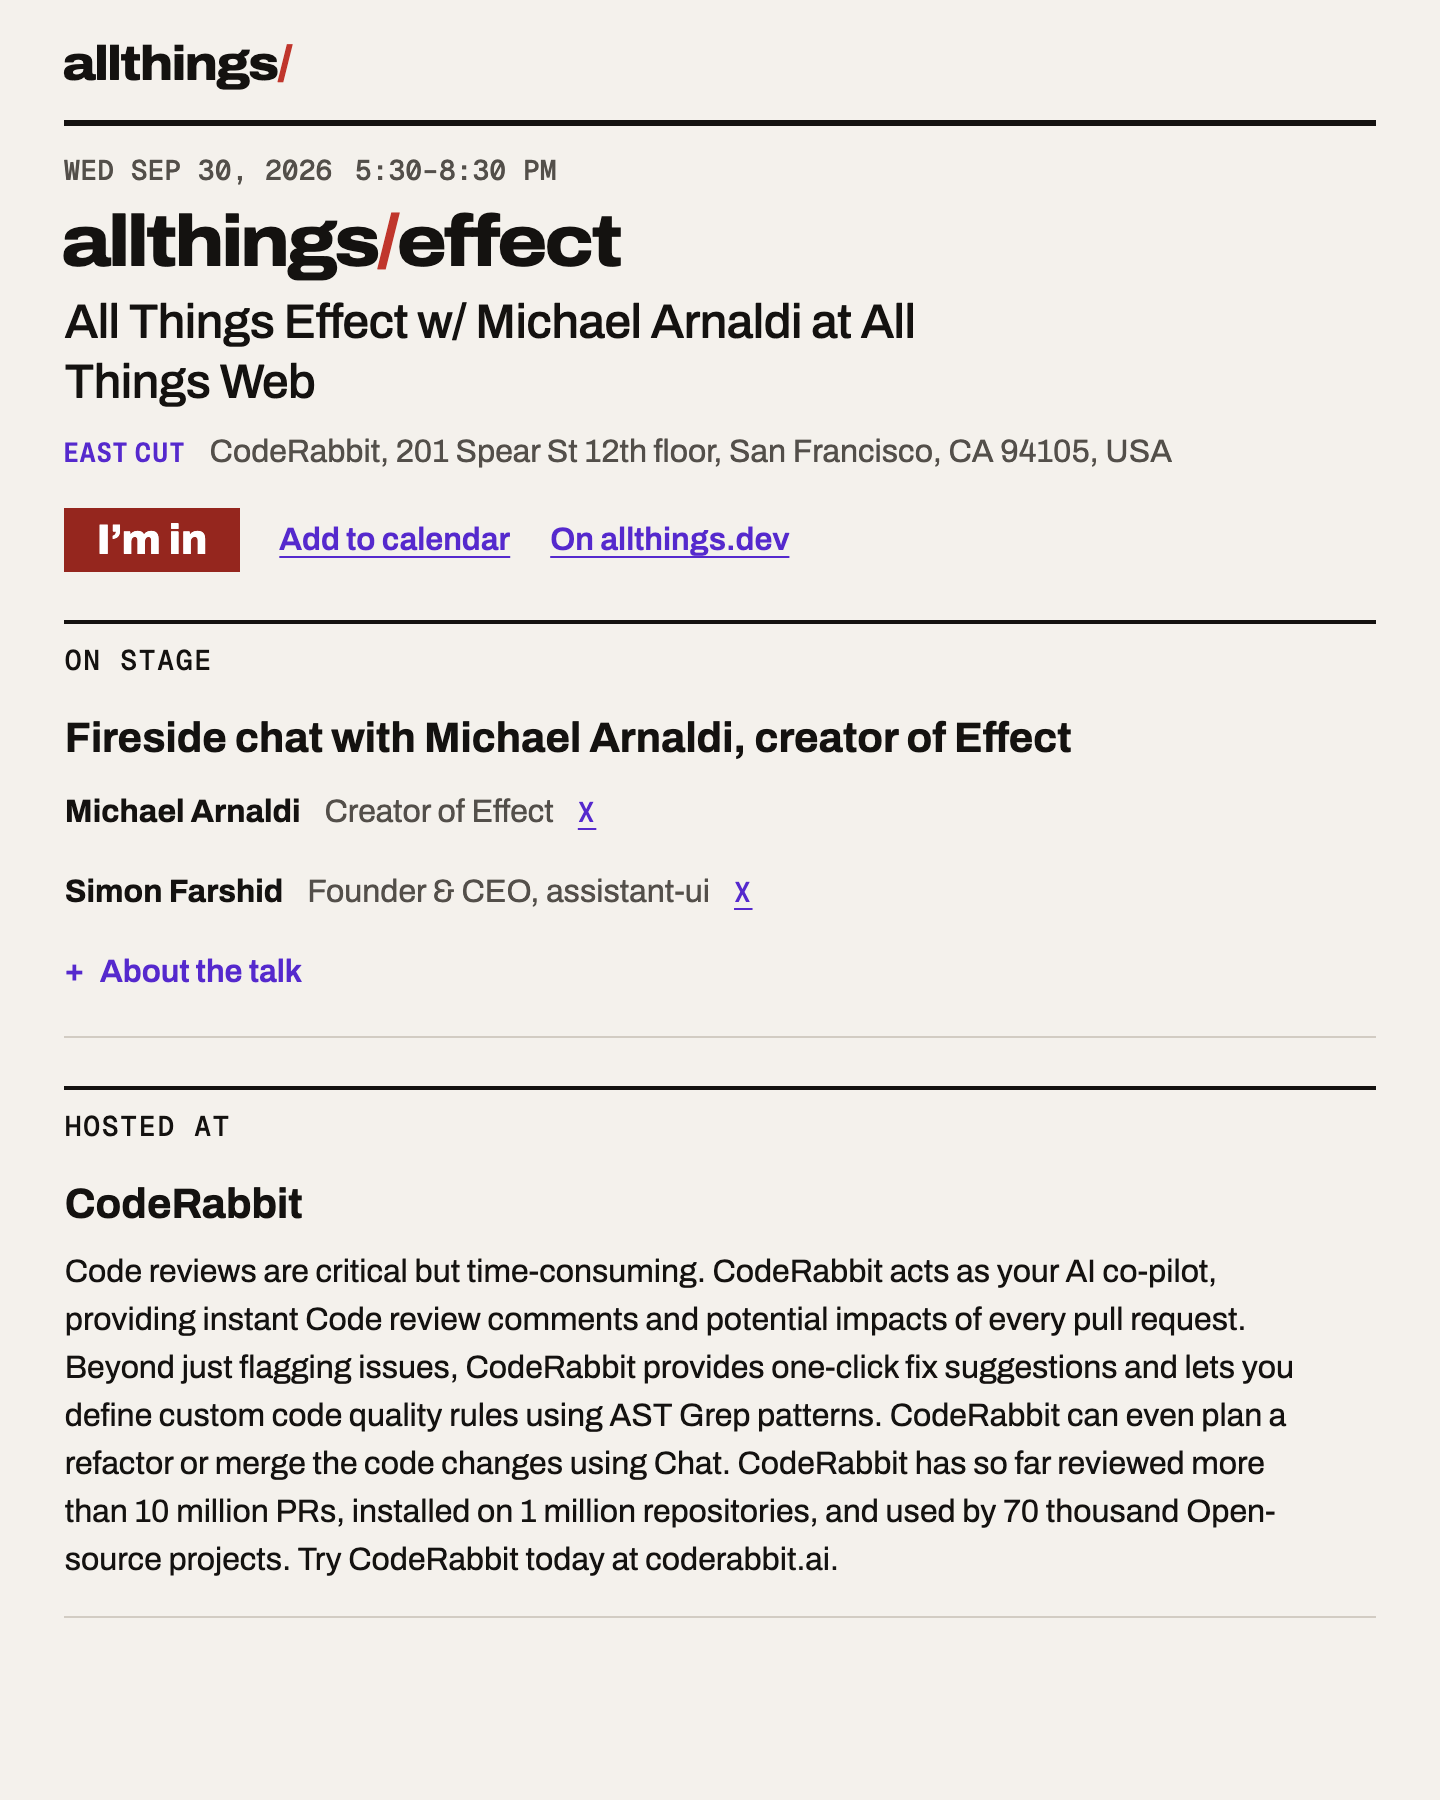 allthings/
WED SEP 30, 2026 5:30–8:30 PM
allthings/effect
All Things Effect w/ Michael Arnaldi at All
Things Web
EAST CUT CodeRabbit, 201 Spear St 12th floor, San Francisco, CA 94105, USA
I’m in Add to calendar On allthings.dev
ON STAGE
Fireside chat with Michael Arnaldi, creator of Effect
Michael Arnaldi Creator of Effect X
Simon Farshid Founder & CEO, assistant-ui X
+ About the talk
HOSTED AT
CodeRabbit
Code reviews are critical but time-consuming. CodeRabbit acts as your AI co-pilot,
providing instant Code review comments and potential impacts of every pull request.
Beyond just flagging issues, CodeRabbit provides one-click fix suggestions and lets you
define custom code quality rules using AST Grep patterns. CodeRabbit can even plan a
refactor or merge the code changes using Chat. CodeRabbit has so far reviewed more
than 10 million PRs, installed on 1 million repositories, and used by 70 thousand Open-
source projects. Try CodeRabbit today at coderabbit.ai.